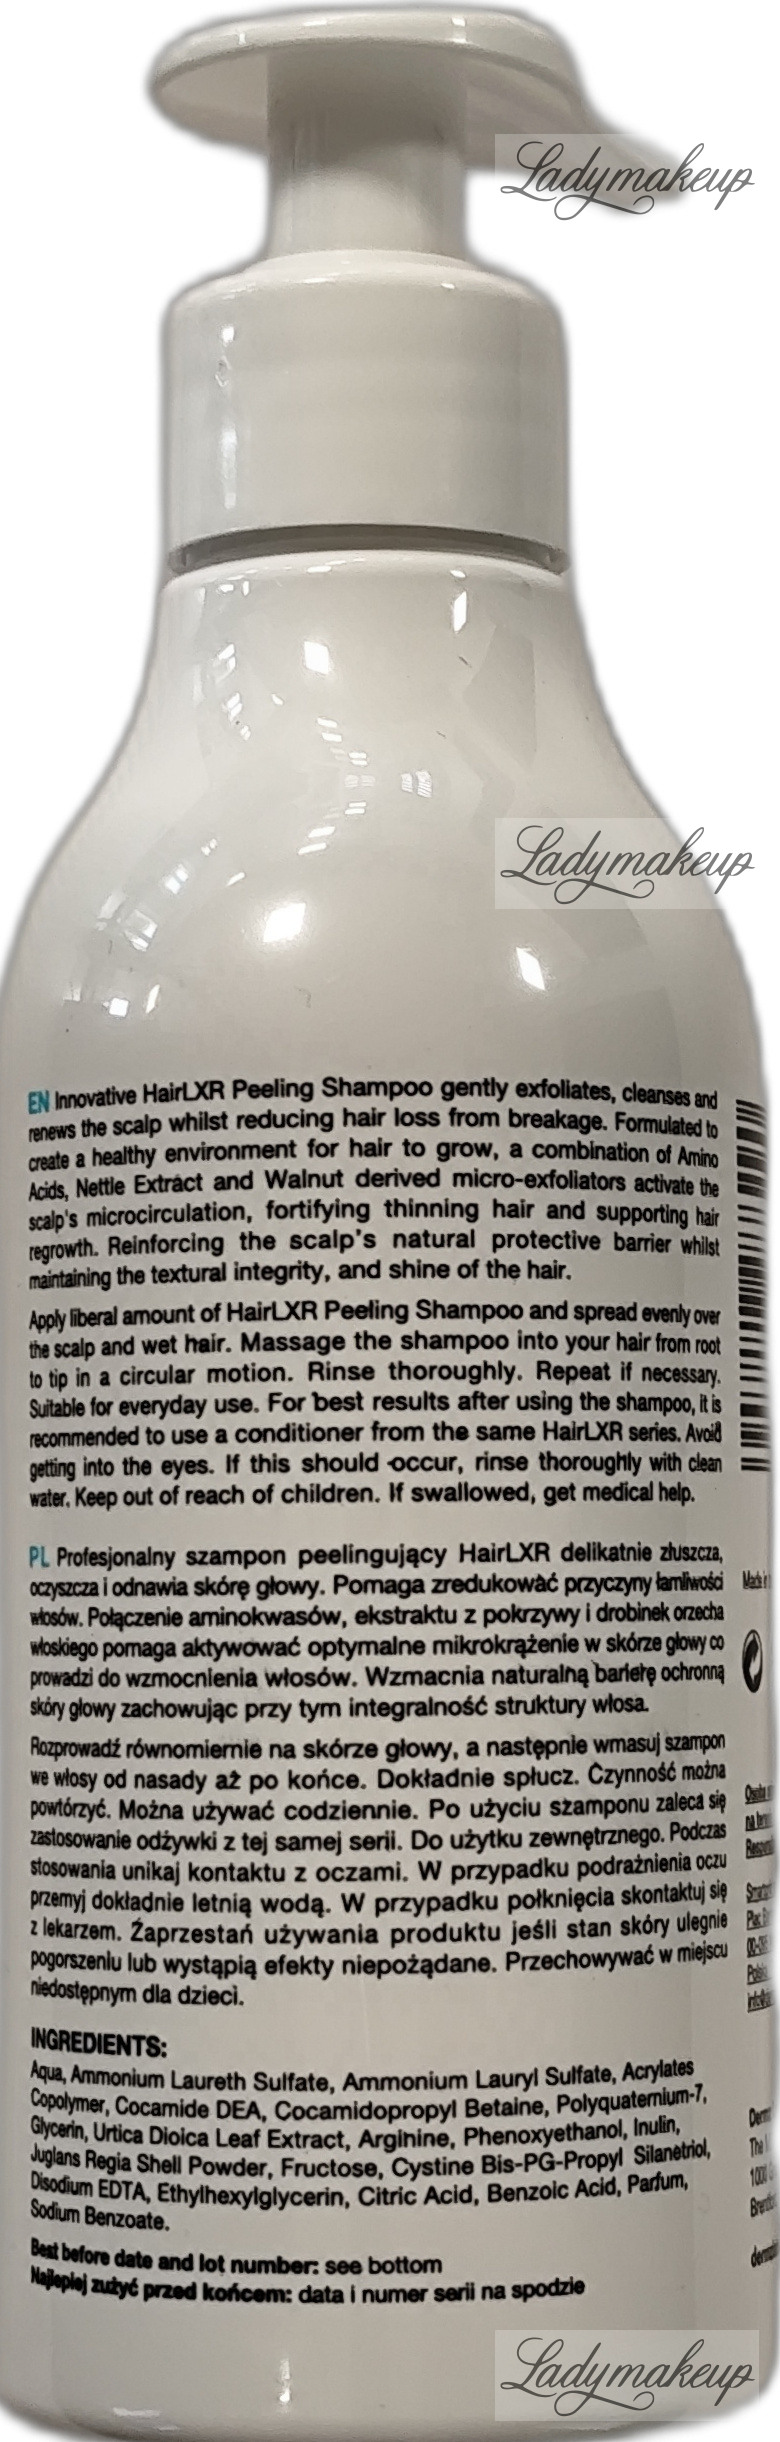 Ladymakeup
Ladymakeup
EN Innovative HairLXR Peeling Shampoo gently exfoliates, cleanses and
renews the scalp whilst reducing hair loss from breakage. Formulated to
create a healthy environment for hair to grow, a combination of Amino
Acids, Nettle Extract and Walnut derived micro-exfoliators activate the
scalp's microcirculation, fortifying thinning hair and supporting hair
regrowth. Reinforcing the scalp's natural protective barrier whilst
maintaining the textural integrity, and shine of the hair.
Apply liberal amount of HairLXR Peeling Shampoo and spread evenly over
the scalp and wet hair. Massage the shampoo into your hair from root
to tip in a circular motion. Rinse thoroughly. Repeat if necessary.
Suitable for everyday use. For best results after using the shampoo, it is
recommended to use a conditioner from the same HairLXR series. Avoid
getting into the eyes. If this should occur, rinse thoroughly with clean
water. Keep out of reach of children. If swallowed, get medical help.
PL Profesjonalny szampon peelingujący HairLXR delikatnie złuszcza,
oczyszcza i odnawia skórę głowy. Pomaga zredukować przyczyny łamliwości
włosów. Połączenie aminokwasów, ekstraktu z pokrzywy i drobinek orzecha
włoskiego pomaga aktywować optymalne mikrokrążenie w skórze głowy co
prowadzi do wzmocnienia włosów. Wzmacnia naturalną barierę ochronną
skóry głowy zachowując przy tym integralność struktury włosa.
Rozprowadź równomiernie na skórze głowy, a następnie wmasuj szampon
we włosy od nasady aż po końce. Dokładnie spłucz. Czynność można
powtórzyć. Można używać codziennie. Po użyciu szamponu zaleca się
zastosowanie odżywki z tej samej serii. Do użytku zewnętrznego. Podczas
stosowania unikaj kontaktu z oczami. W przypadku podrażnienia oczu
przemyj dokładnie letnią wodą. W przypadku połknięcia skontaktuj się
z lekarzem. Zaprzestań używania produktu jeśli stan skóry ulegnie
pogorszeniu lub wystąpią efekty niepożądane. Przechowywać w miejscu
niedostępnym dla dzieci.
INGREDIENTS:
Aqua, Ammonium Laureth Sulfate, Ammonium Lauryl Sulfate, Acrylates
Copolymer, Cocamide DEA, Cocamidopropyl Betaine, Polyquaternium-7,
Glycerin, Urtica Dioica Leaf Extract, Arginine, Phenoxyethanol, Inulin,
Juglans Regia Shell Powder, Fructose, Cystine Bis-PG-Propyl Silanetriol,
Disodium EDTA, Ethylhexylglycerin, Citric Acid, Benzoic Acid, Parfum,
Sodium Benzoate.
Best before date and lot number: see bottom
Najlepiej zużyć przed końcem: data i numer serii na spodzie
Made in
Osoba
Polska
The
Ladymakeup